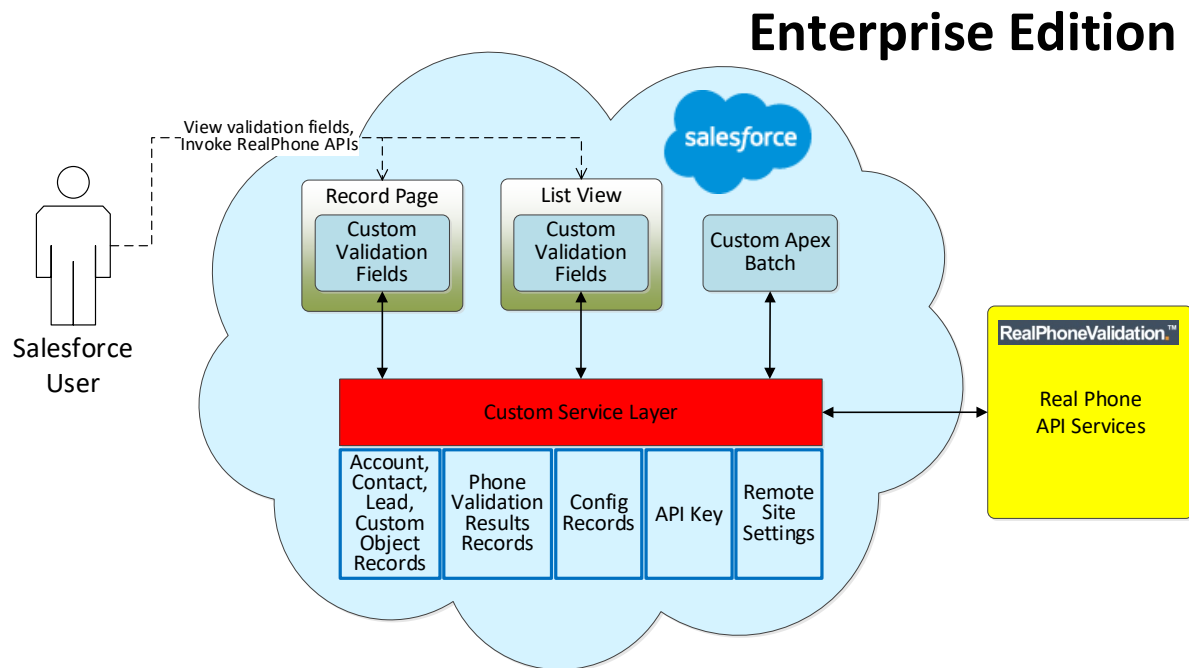 Enterprise Edition
salesforce
View validation fields,
Invoke RealPhone APIs
Record Page
Custom
Validation
Fields
List View
Custom
Validation
Fields
Custom Apex
Batch
Salesforce
User
RealPhoneValidation.™
Real Phone
API Services
Custom Service Layer
Account,
Contact,
Lead,
Custom
Object
Records
Phone
Validation
Results
Records
Config
Records
API Key
Remote
Site
Settings